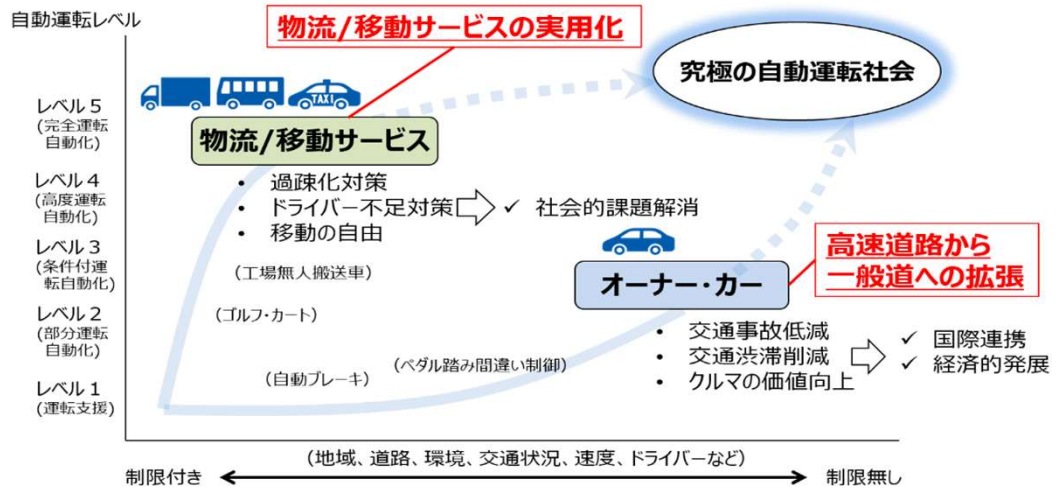 自動運転レベル
物流/移動サービスの実用化
究極の自動運転社会
TAXI
レベル5
(完全運転
自動化)
物流/移動サービス
レベル4
(高度運転
自動化)
• 過疎化対策
• ドライバー不足対策
• 移動の自由
✓ 社会的課題解消
レベル3
(条件付運
転自動化)
(工場無人搬送車)
オーナー・カー
高速道路から
一般道への拡張
レベル2
(部分運転
自動化)
(ゴルフ・カート)
• 交通事故低減
• 交通渋滞削減
• クルマの価値向上
✓ 国際連携
✓ 経済的発展
(ペダル踏み間違い制御)
(自動ブレーキ)
レベル1
(運転支援)
(地域、道路、環境、交通状況、速度、ドライバーなど)
制限付き
制限無し